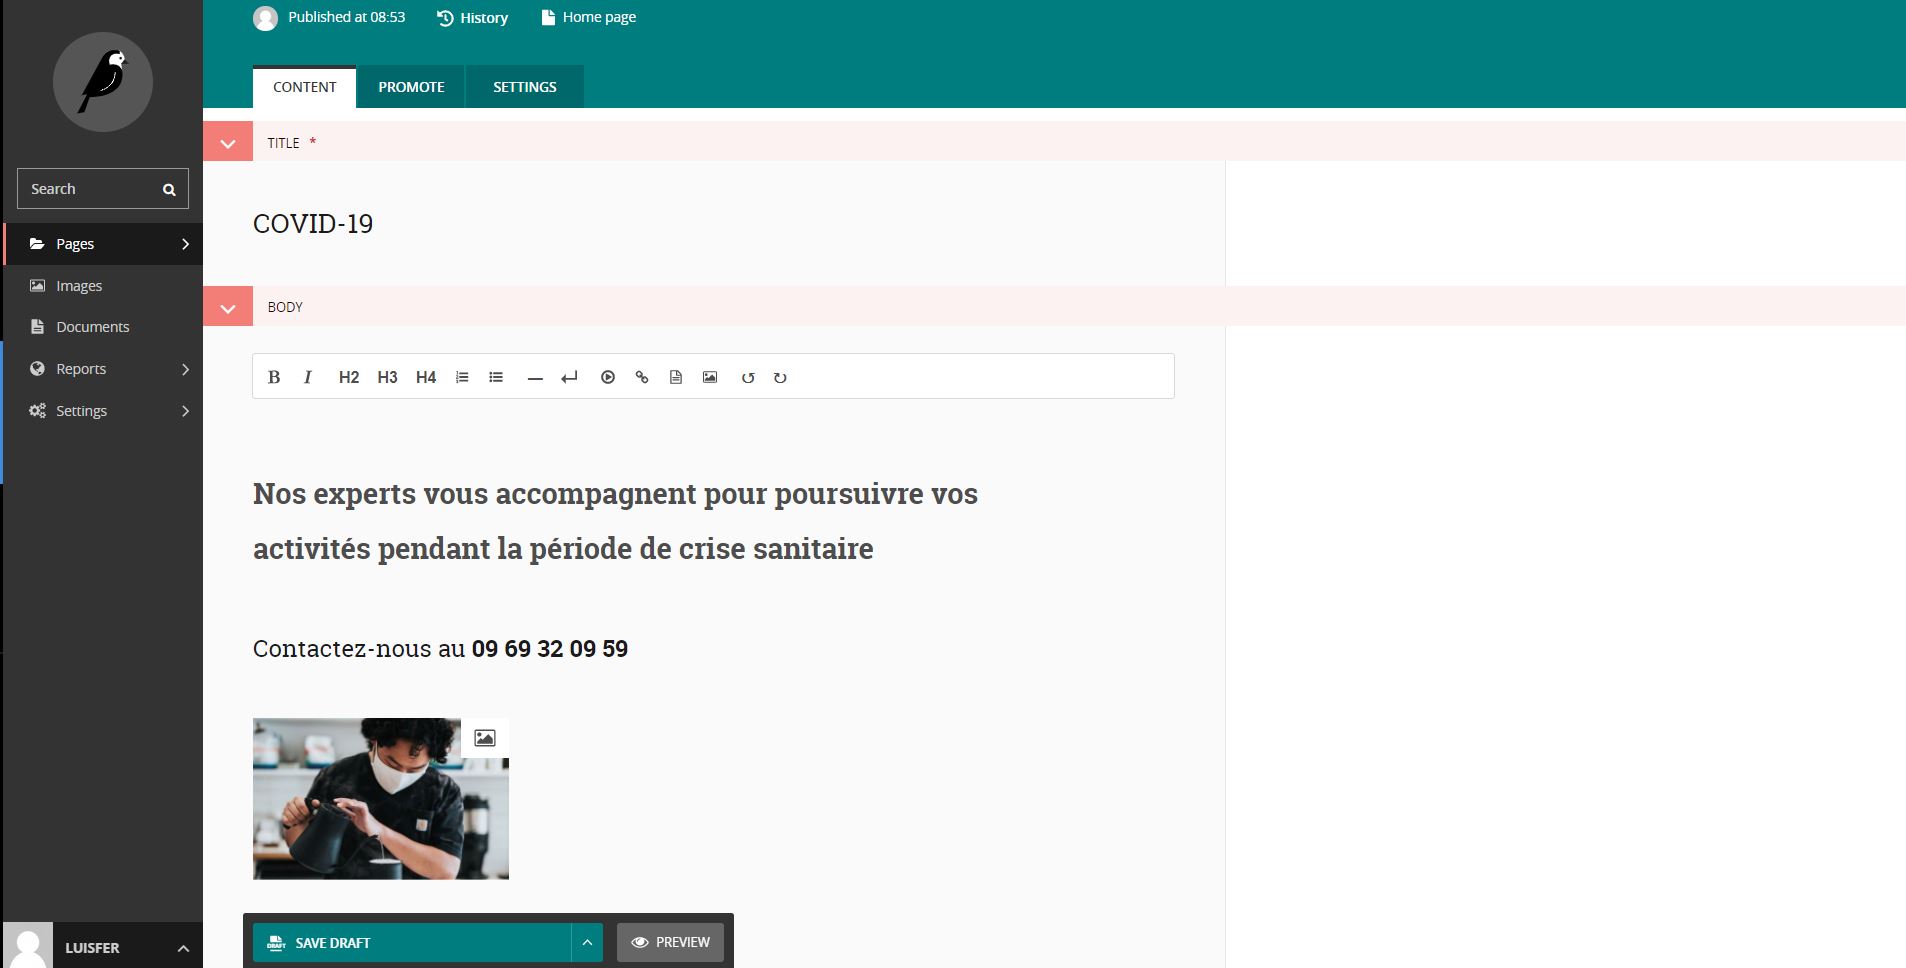 Published at 08:53 History Home page
CONTENT PROMOTE SETTINGS
Search
Pages
Images
Documents
Reports
Settings
LUISFER
TITLE *
COVID-19
BODY
B I H2 H3 H4
Nos experts vous accompagnent pour poursuivre vos
activités pendant la période de crise sanitaire
Contactez-nous au 09 69 32 09 59
DRAFT SAVE DRAFT PREVIEW